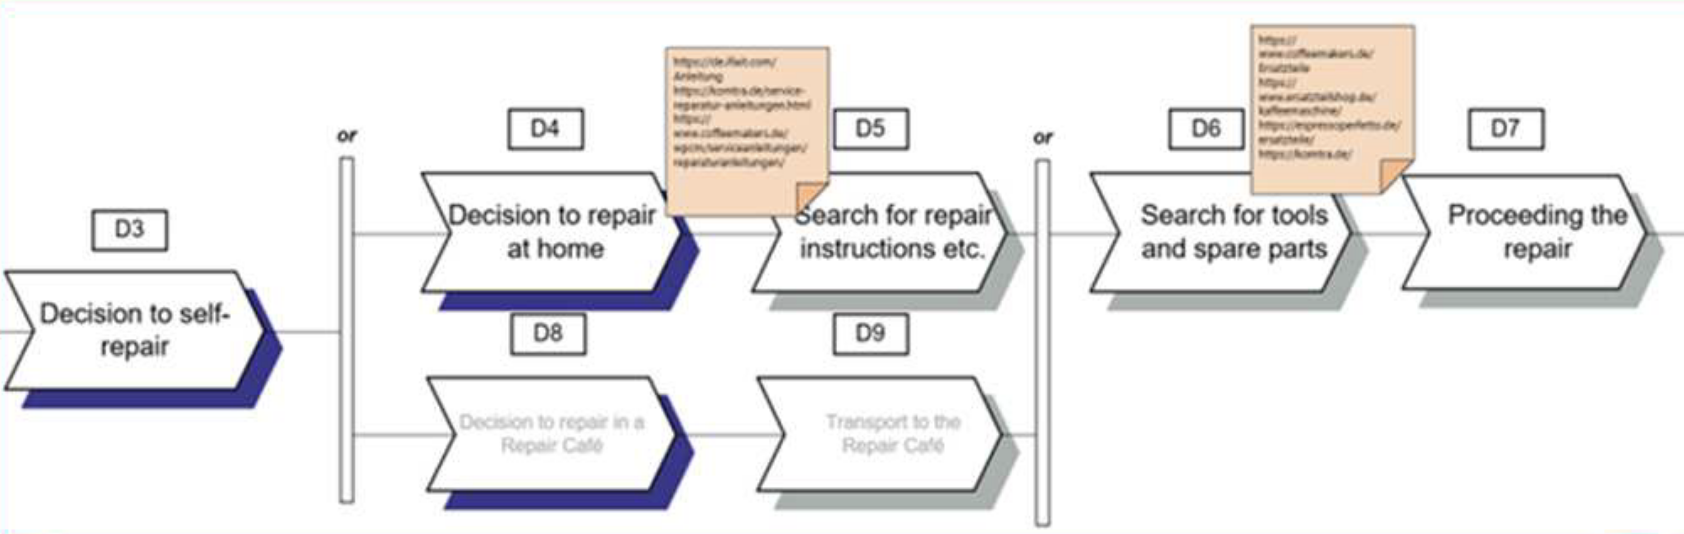 D3
Decision to self-
repair
or
D4
Decision to repair
at home
https://de.ifixit.com/
Anleitung
https://komtra.de/service-
reparatur-anleitungen.html
https://
www.coffeemakers.de/
wpcm/serviceanleitungen/
reparaturanleitungen/
D5
Search for repair
instructions etc.
D8
Decision to repair in a
Repair Café
D9
Transport to the
Repair Café
or
D6
Search for tools
and spare parts
https://
www.coffeemakers.de/
Ersatzteile
https://
www.ersatzteilshop.de/
kaffeemaschine/
https://espressoperfetto.de/
ersatzteile/
https://komtra.de/
D7
Proceeding the
repair